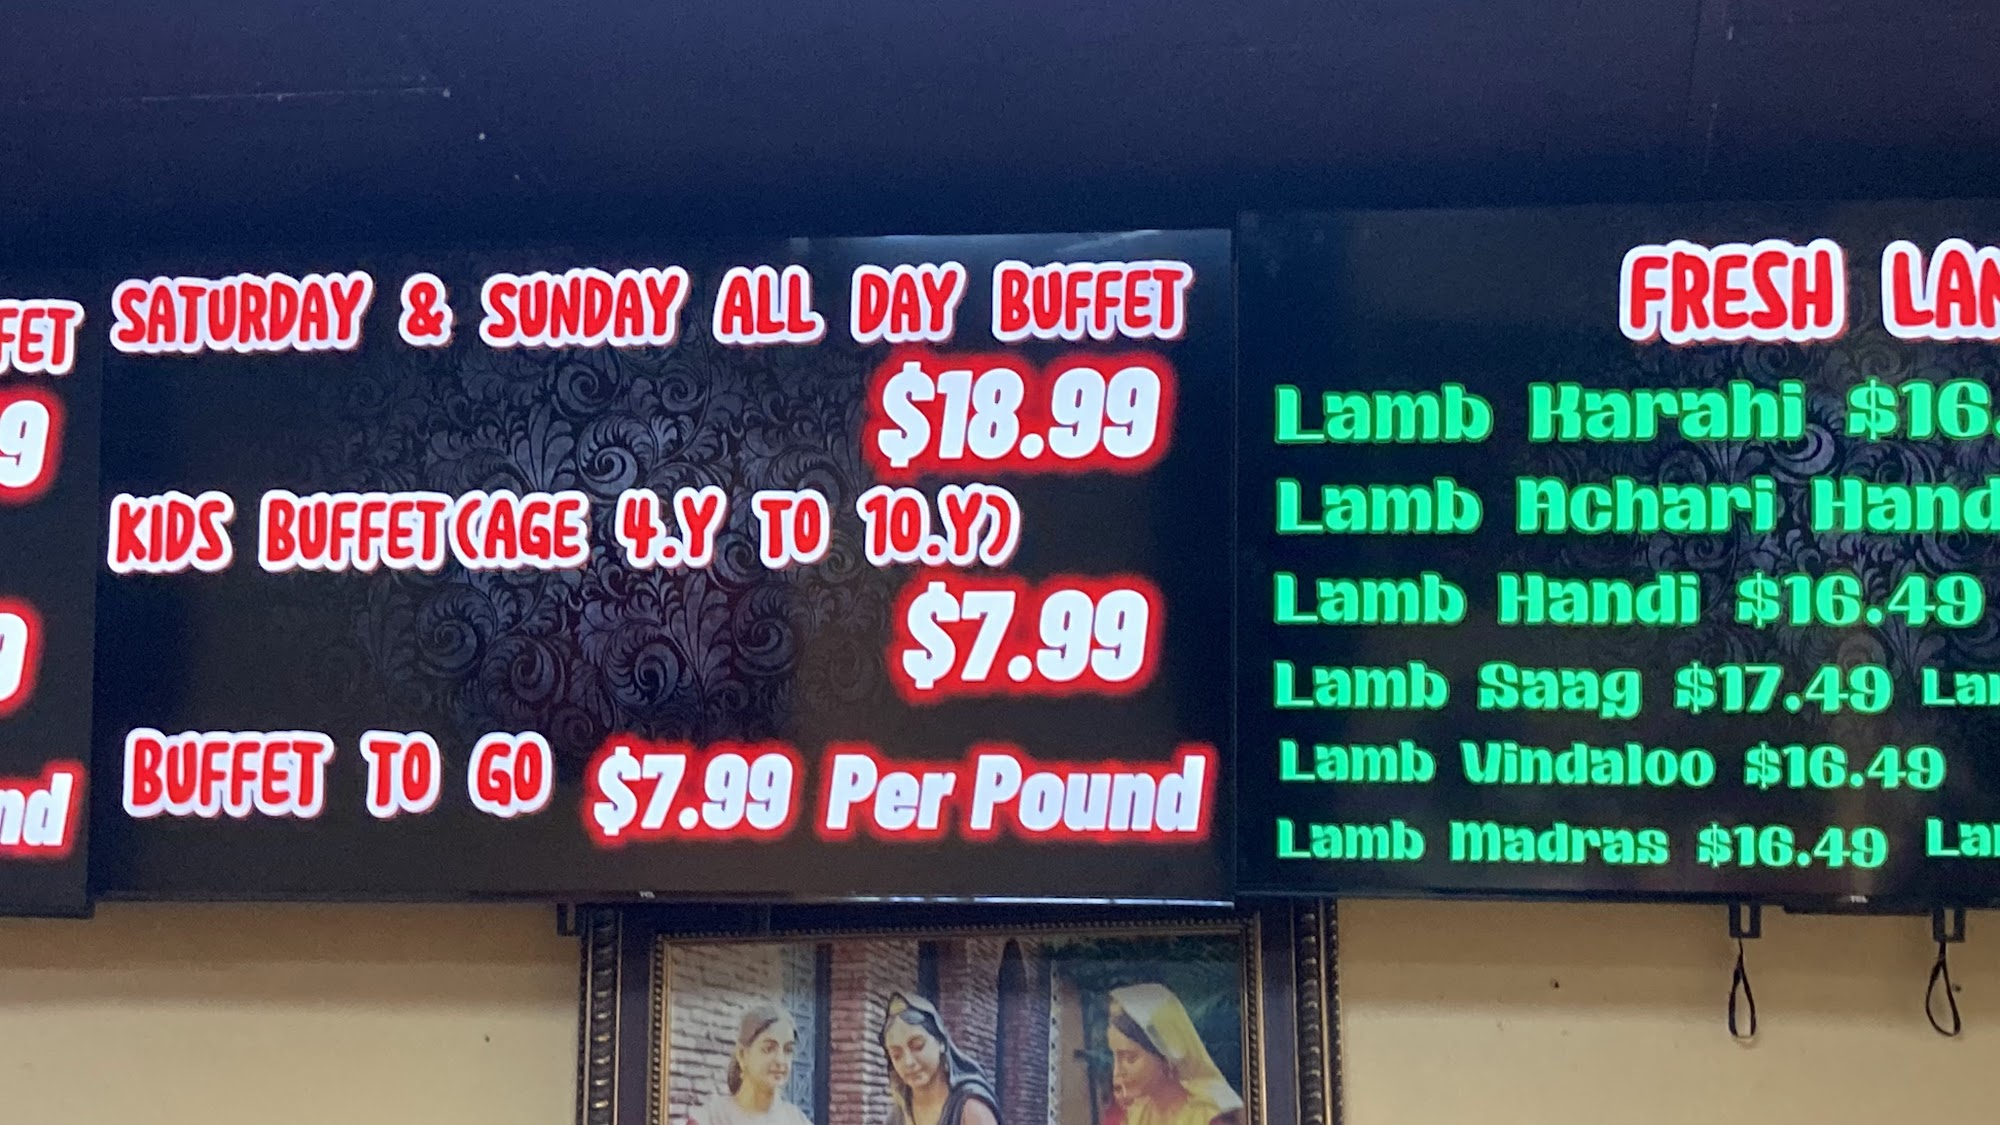 SATURDAY & SUNDAY ALL DAY BUFFET
$18.99
KIDS BUFFET(AGE 4.Y TO 10.Y)
$7.99
BUFFET TO GO $7.99 Per Pound
FRESH
Lamb Karahi $16.
Lamb Achari
Lamb Handi $16.49
Lamb Saag $17.49
Lamb Vindaloo $16.49
Lamb Madras $16.49